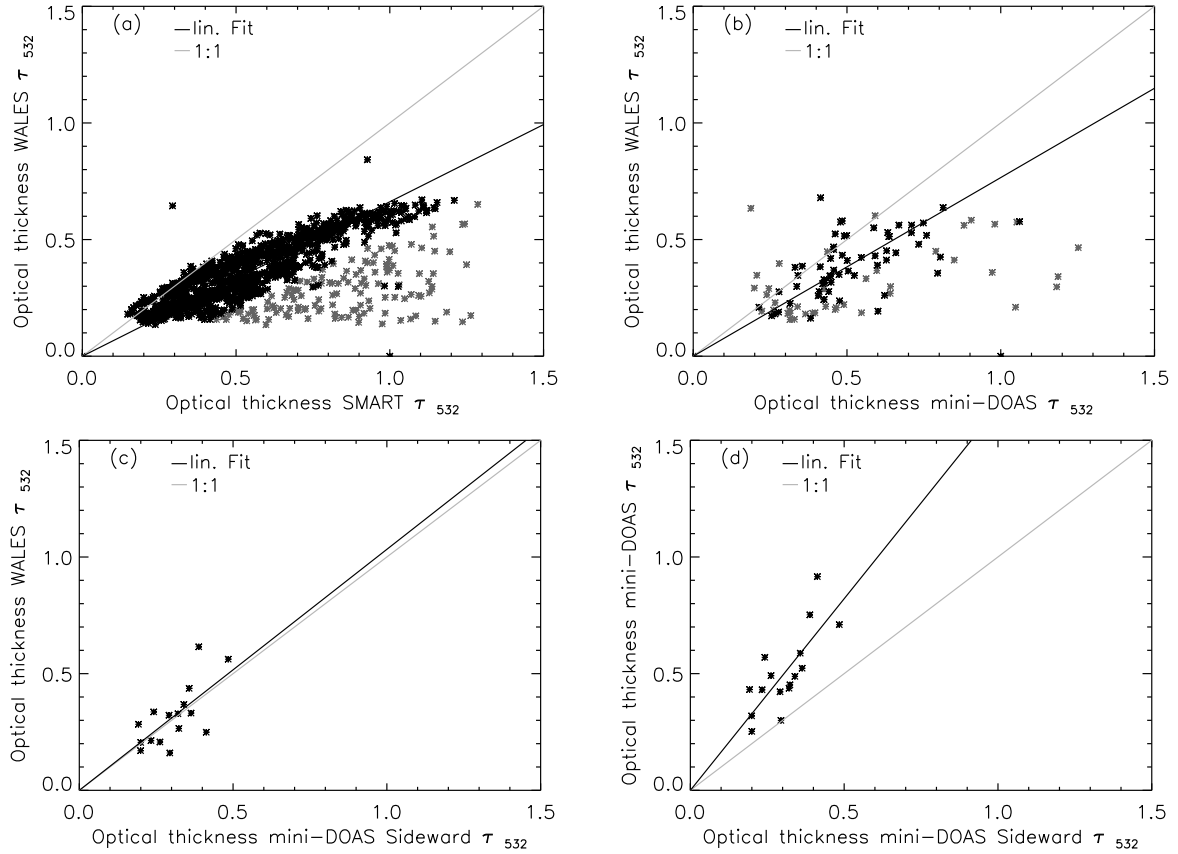 (a)
lin. Fit
1:1
Optical thickness WALES τ 532
1.5
1.0
0.5
0.0
0.0 0.5 1.0 1.5
Optical thickness SMART τ 532
(b)
lin. Fit
1:1
Optical thickness WALES τ 532
1.5
1.0
0.5
0.0
0.0 0.5 1.0 1.5
Optical thickness mini-DOAS τ 532
(c)
lin. Fit
1:1
Optical thickness WALES τ 532
1.5
1.0
0.5
0.0
0.0 0.5 1.0 1.5
Optical thickness mini-DOAS Sideward τ 532
(d)
lin. Fit
1:1
Optical thickness mini-DOAS τ 532
1.5
1.0
0.5
0.0
0.0 0.5 1.0 1.5
Optical thickness mini-DOAS Sideward τ 532